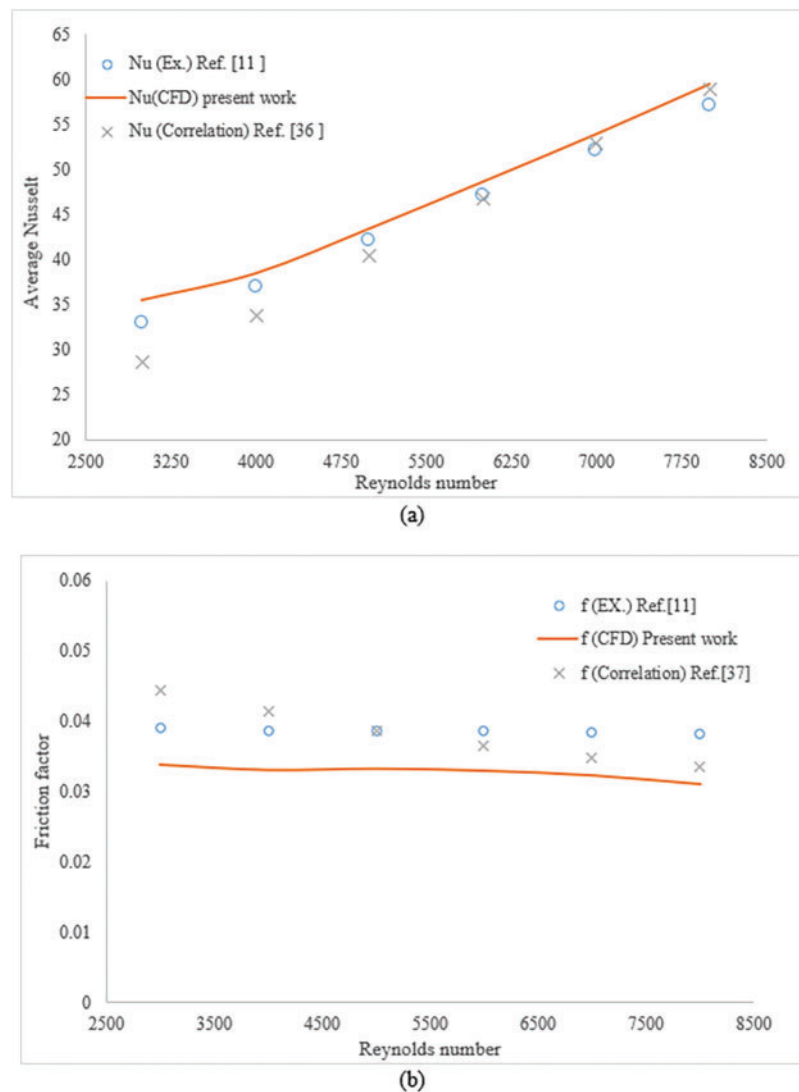 65
60
55
50
45
40
35
30
25
20
Average Nusselt
Nu (Ex.) Ref. [11 ]
Nu(CFD) present work
Nu (Correlation) Ref. [36 ]
2500 3250 4000 4750 5500 6250 7000 7750 8500
Reynolds number
(a)
0.06
0.05
0.04
0.03
0.02
0.01
0
Friction factor
f (EX.) Ref.[11]
f (CFD) Present work
f (Correlation) Ref.[37]
2500 3500 4500 5500 6500 7500 8500
Reynolds number
(b)